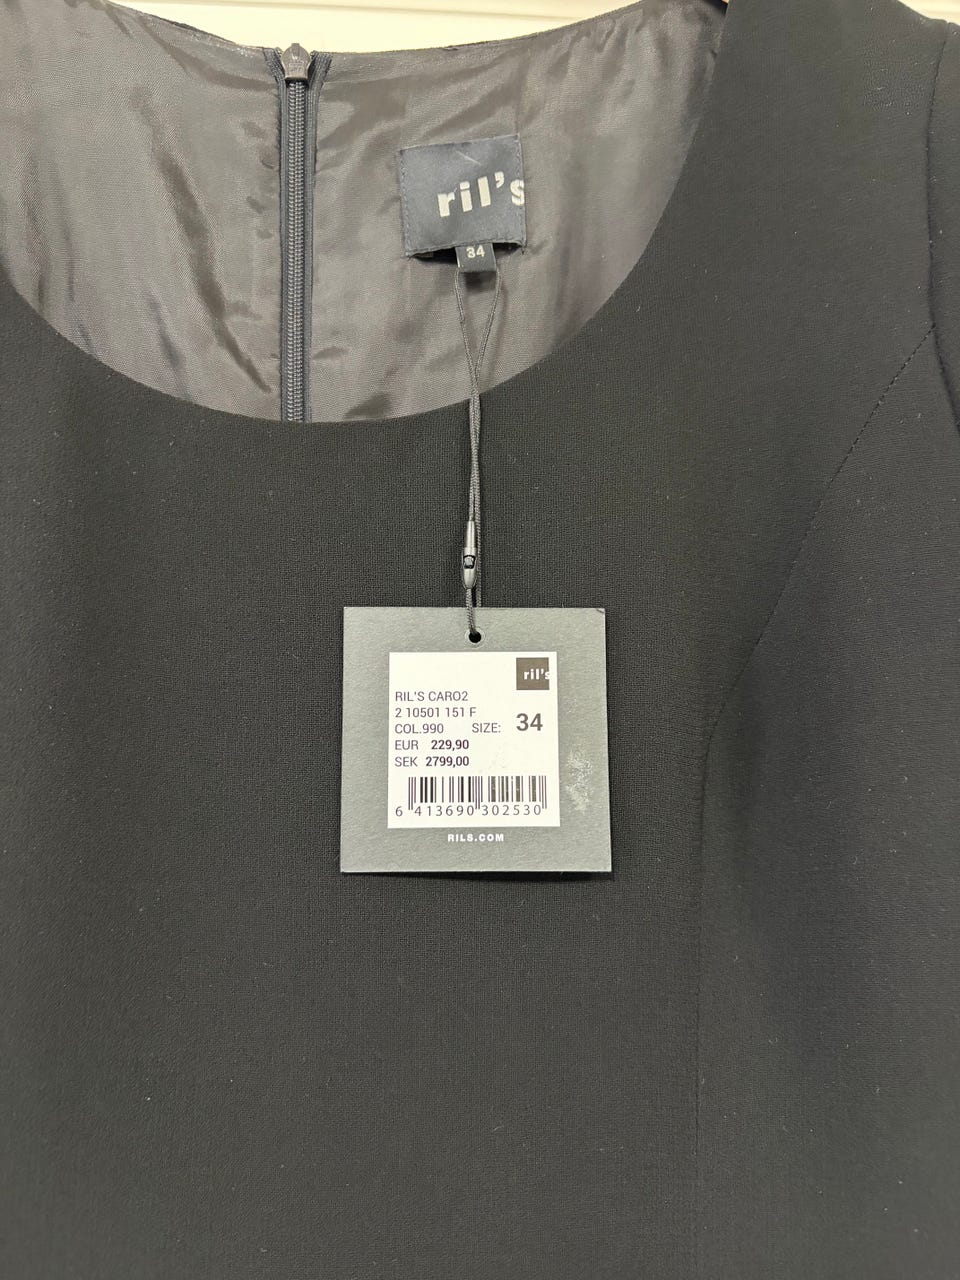 ril's
34
ril's
RIL'S CARO2
2 10501 151 F
COL.990 SIZE: 34
EUR 229,90
SEK 2799,00
6 413690 302530
RILS.COM